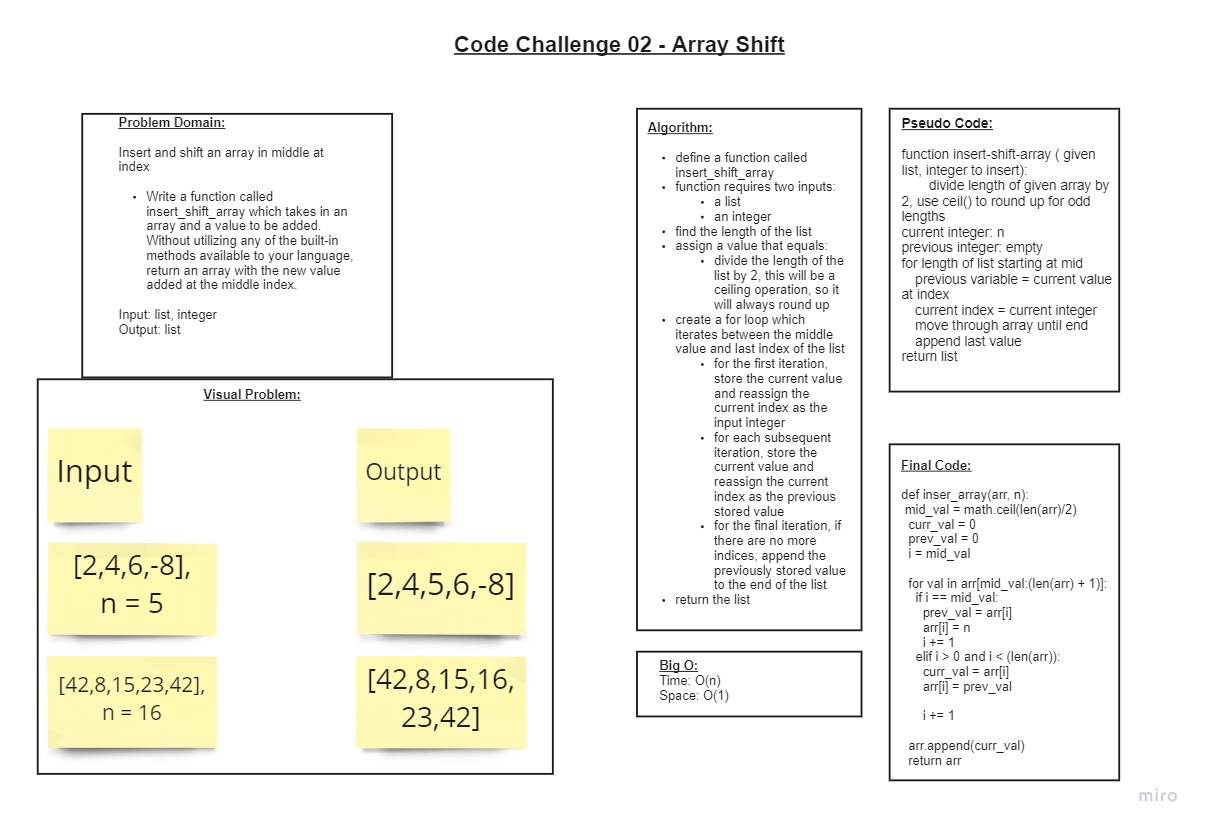 Code Challenge 02 - Array Shift
Problem Domain:
Insert and shift an array in middle at
index
• Write a function called
insert_shift_array which takes in an
array and a value to be added.
Without utilizing any of the built-in
methods available to your language,
return an array with the new value
added at the middle index.
Input: list, integer
Output: list
Visual Problem:
Input
Output
[2,4,6,-8],
n = 5
[2,4,5,6,-8]
[42,8,15,23,42],
n = 16
[42,8,15,16,
23,42]
Algorithm:
• define a function called
insert_shift_array
• function requires two inputs:
• a list
• an integer
• find the length of the list
• assign a value that equals:
• divide the length of the
list by 2, this will be a
ceiling operation, so it
will always round up
• create a for loop which
iterates between the middle
value and last index of the list
• for the first iteration,
store the current value
and reassign the
current index as the
input integer
• for each subsequent
iteration, store the
current value and
reassign the current
index as the previous
stored value
• for the final iteration, if
there are no more
indices, append the
previously stored value
to the end of the list
• return the list
Big O:
Time: O(n)
Space: O(1)
Pseudo Code:
function insert-shift-array ( given
list, integer to insert):
divide length of given array by
2, use ceil() to round up for odd
lengths
current integer: n
previous integer: empty
for length of list starting at mid
previous variable = current value
at index
current index = current integer
move through array until end
append last value
return list
Final Code:
def inser_array(arr, n):
mid_val = math.ceil(len(arr)/2)
curr_val = 0
prev_val = 0
i = mid_val
for val in arr[mid_val:(len(arr) + 1)]:
if i == mid_val:
prev_val = arr[i]
arr[i] = n
i += 1
elif i > 0 and i < (len(arr)):
curr_val = arr[i]
arr[i] = prev_val
i += 1
arr.append(curr_val)
return arr
miro